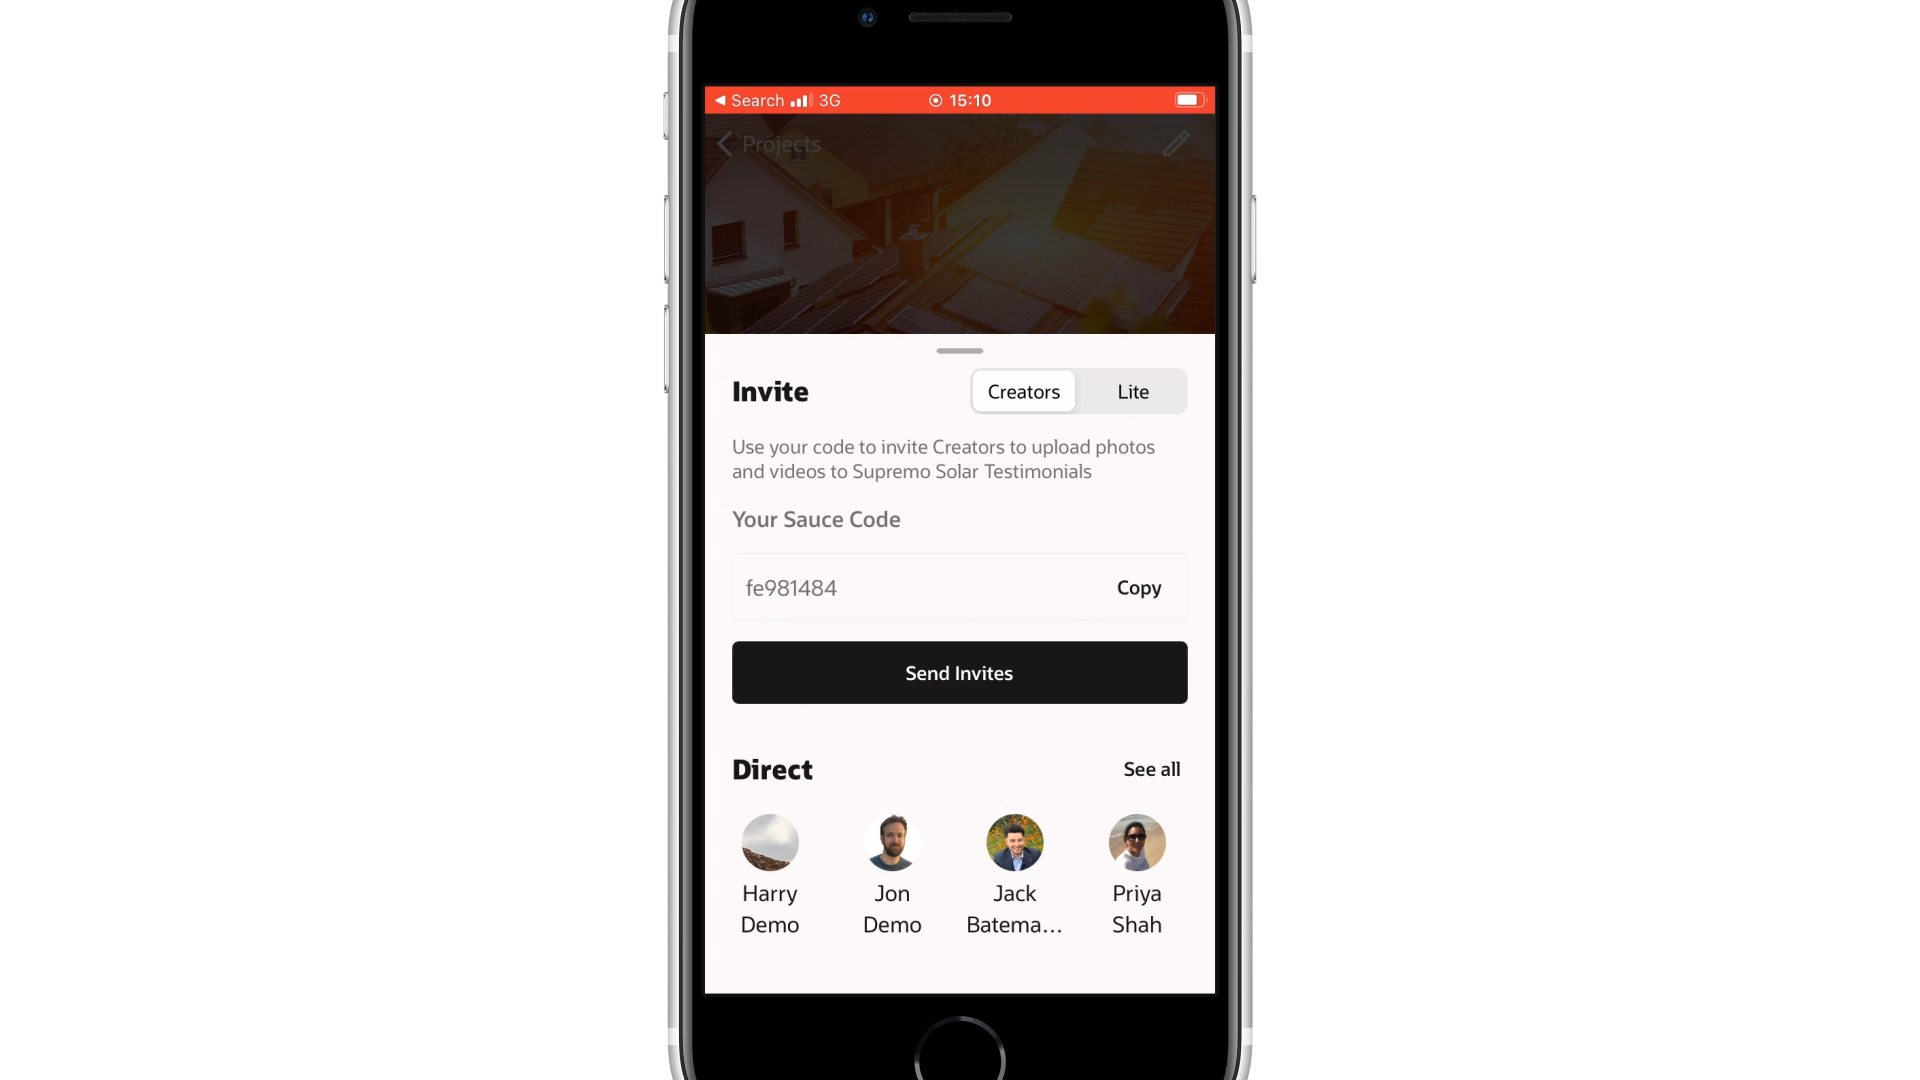 Search 3G 15:10
Projects
Invite
Creators Lite
Use your code to invite Creators to upload photos
and videos to Supremo Solar Testimonials
Your Sauce Code
fe981484 Copy
Send Invites
Direct See all
Harry Jon Jack Priya
Demo Demo Batema... Shah